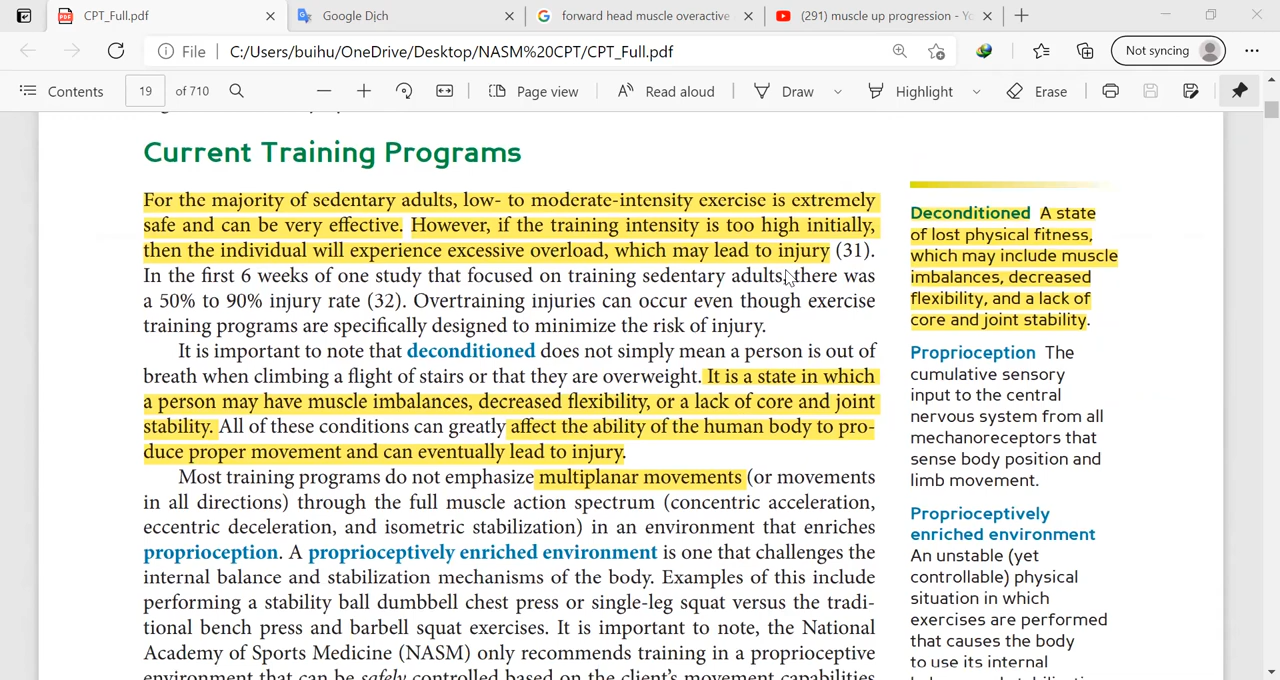 CPT_Full.pdf
Google Dịch
forward head muscle overactive
(291) muscle up progression - Yo
File
C:/Users/buihu/OneDrive/Desktop/NASM%20CPT/CPT_Full.pdf
Not syncing
Contents
19
of 710
Page view
Read aloud
Draw
Highlight
Erase
Current Training Programs
For the majority of sedentary adults, low- to moderate-intensity exercise is extremely
safe and can be very effective. However, if the training intensity is too high initially,
then the individual will experience excessive overload, which may lead to injury (31).
In the first 6 weeks of one study that focused on training sedentary adults, there was
a 50% to 90% injury rate (32). Overtraining injuries can occur even though exercise
training programs are specifically designed to minimize the risk of injury.
It is important to note that deconditioned does not simply mean a person is out of
breath when climbing a flight of stairs or that they are overweight. It is a state in which
a person may have muscle imbalances, decreased flexibility, or a lack of core and joint
stability. All of these conditions can greatly affect the ability of the human body to pro-
duce proper movement and can eventually lead to injury.
Most training programs do not emphasize multiplanar movements (or movements
in all directions) through the full muscle action spectrum (concentric acceleration,
eccentric deceleration, and isometric stabilization) in an environment that enriches
proprioception. A proprioceptively enriched environment is one that challenges the
internal balance and stabilization mechanisms of the body. Examples of this include
performing a stability ball dumbbell chest press or single-leg squat versus the tradi-
tional bench press and barbell squat exercises. It is important to note, the National
Academy of Sports Medicine (NASM) only recommends training in a proprioceptive
environment that can be safely controlled based on the client's movement capabilities
Deconditioned A state
of lost physical fitness,
which may include muscle
imbalances, decreased
flexibility, and a lack of
core and joint stability.
Proprioception The
cumulative sensory
input to the central
nervous system from all
mechanoreceptors that
sense body position and
limb movement.
Proprioceptively
enriched environment
An unstable (yet
controllable) physical
situation in which
exercises are performed
that causes the body
to use its internal